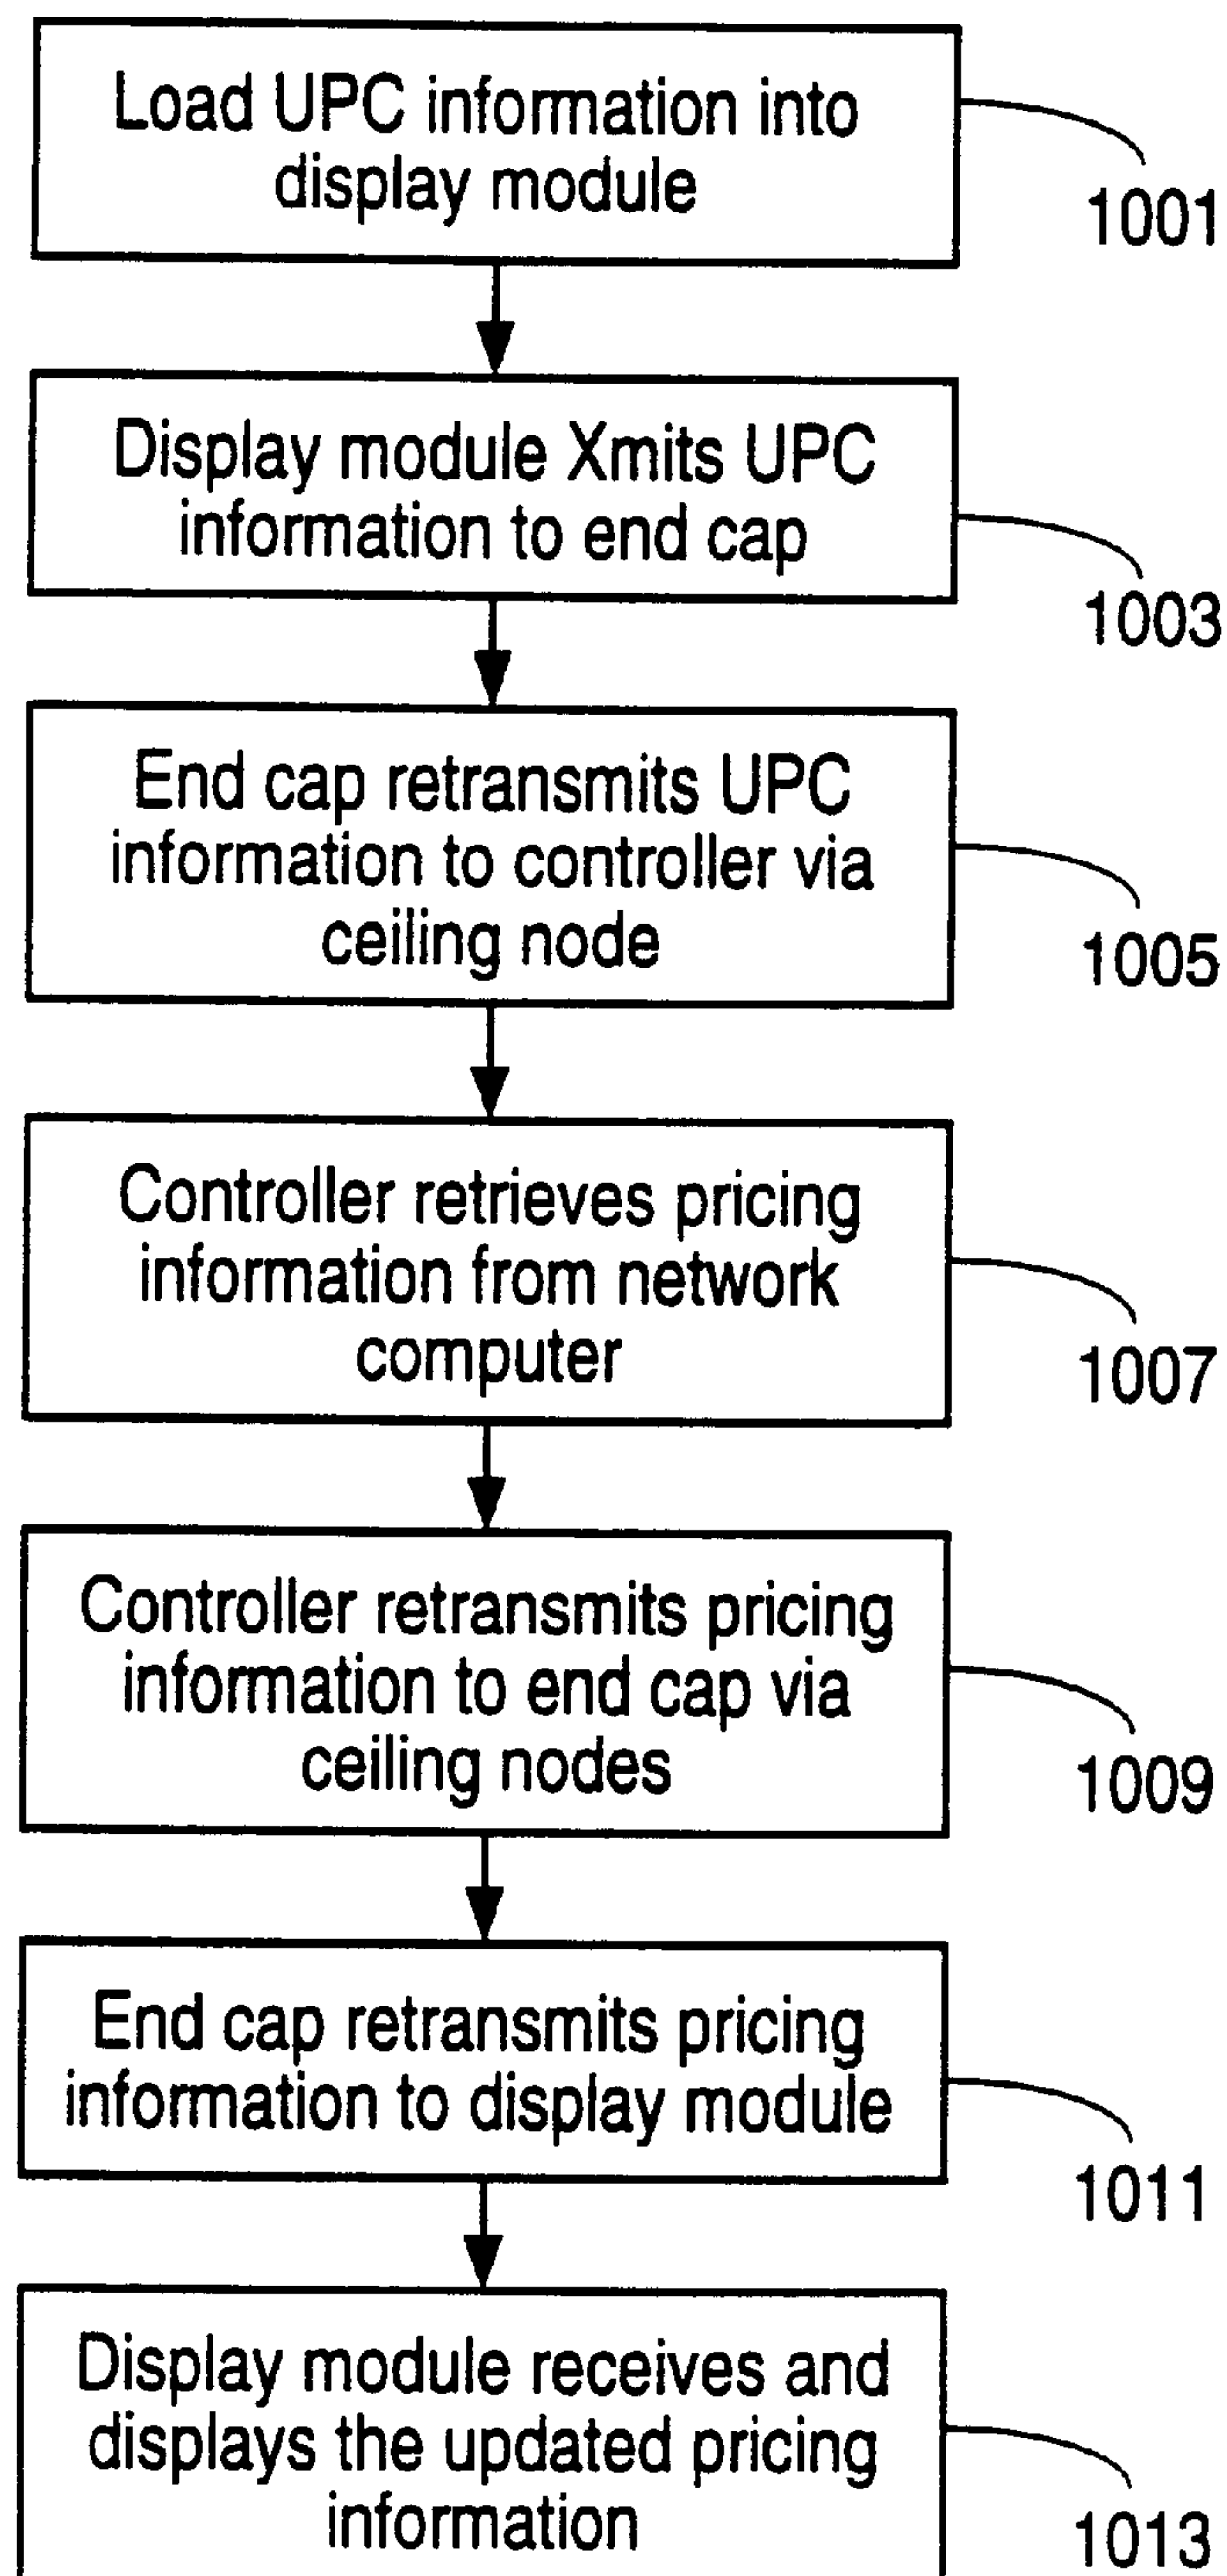 Load UPC information into
display module
1001
Display module Xmits UPC
information to end cap
1003
End cap retransmits UPC
information to controller via
ceiling node
1005
Controller retrieves pricing
information from network
computer
1007
Controller retransmits pricing
information to end cap via
ceiling nodes
1009
End cap retransmits pricing
information to display module
1011
Display module receives and
displays the updated pricing
information
1013